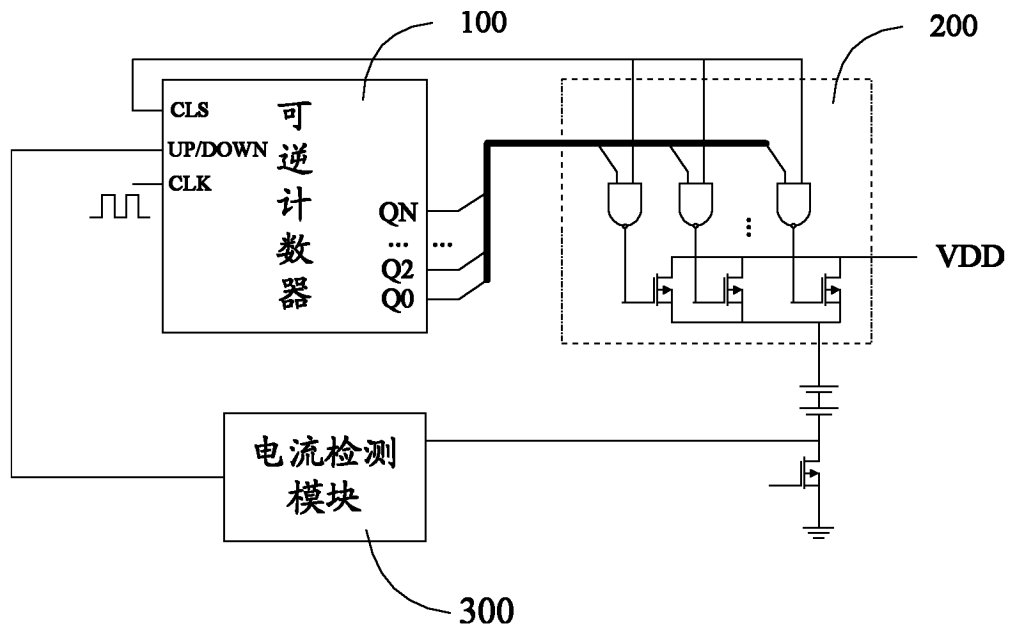 100
200
CLS
UP/DOWN
CLK
可逆计数器
QN
... ...
Q2
Q0
...
VDD
电流检测
模块
300